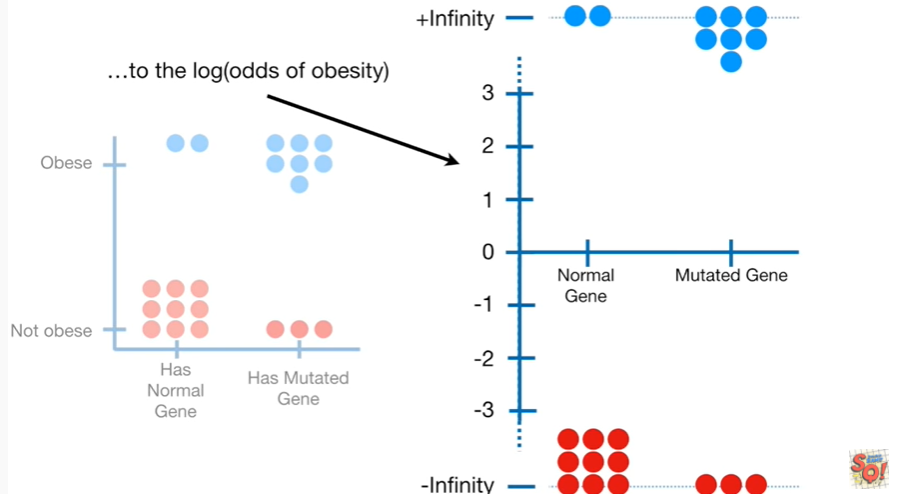 …to the log(odds of obesity)
Obese
Not obese
Has
Normal
Gene
Has Mutated
Gene
+Infinity
3
2
1
0
-1
-2
-3
-Infinity
Normal
Gene
Mutated Gene
SQ!